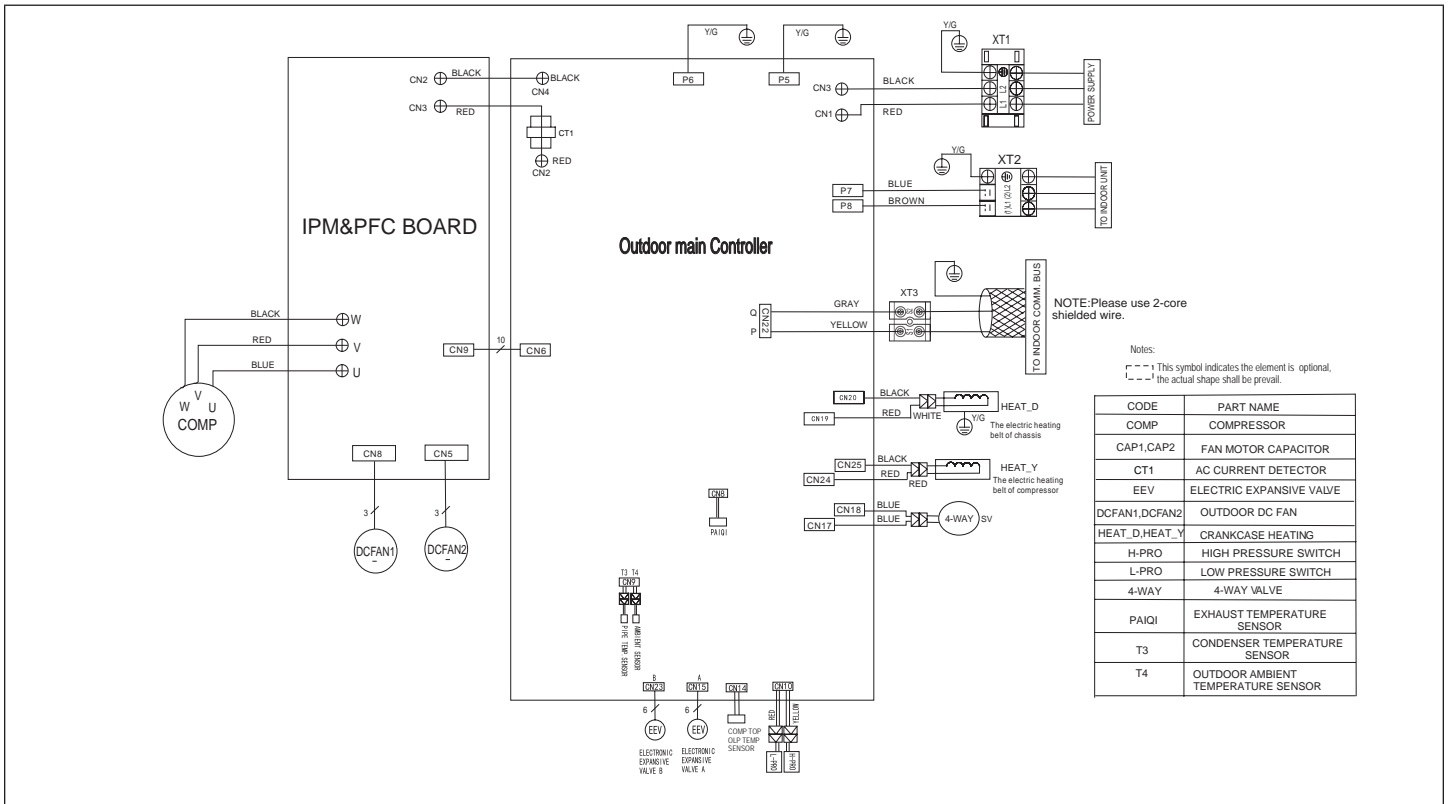 Y/G
Y/G
Y/G
XT1
CN2
BLACK
BLACK
CN4
P6
P5
CN3
BLACK
L2
L1
POWER SUPPLY
CN3
RED
CN1
RED
CT1
RED
CN2
Y/G
XT2
P7
BLUE
P8
BROWN
(1)L1 (2)L2
TO INDOOR UNIT
IPM&PFC BOARD
Outdoor main Controller
XT3
Q
P
CN22
GRAY
YELLOW
TO INDOOR COMM. BUS
NOTE:Please use 2-core
shielded wire.
BLACK
W
RED
V
BLUE
U
CN9
10
CN6
W
V
U
COMP
Notes:
This symbol indicates the element is optional,
the actual shape shall be prevail.
CN20
BLACK
CN19
RED
WHITE
HEAT_D
Y/G
The electric heating
belt of chassis
CN25
BLACK
CN24
RED
RED
HEAT_Y
The electric heating
belt of compressor
CN18
BLUE
CN17
BLUE
4-WAY
SV
CN8
CN5
3
3
DCFAN1
DCFAN2
CN8
PAIQI
T3 T4
CN9
PIPE TEMP SENSOR
AMBIENT SENSOR
B
CN23
6
EEV
ELECTRONIC
EXPANSIVE
VALVE B
A
CN15
6
EEV
ELECTRONIC
EXPANSIVE
VALVE A
CN14
COMP TOP
OLP TEMP
SENSOR
CN10
RED
YELLOW
L-PRO
H-PRO
CODE PART NAME
COMP COMPRESSOR
CAP1,CAP2 FAN MOTOR CAPACITOR
CT1 AC CURRENT DETECTOR
EEV ELECTRIC EXPANSIVE VALVE
DCFAN1,DCFAN2 OUTDOOR DC FAN
HEAT_D,HEAT_Y CRANKCASE HEATING
H-PRO HIGH PRESSURE SWITCH
L-PRO LOW PRESSURE SWITCH
4-WAY 4-WAY VALVE
PAIQI EXHAUST TEMPERATURE
SENSOR
T3 CONDENSER TEMPERATURE
SENSOR
T4 OUTDOOR AMBIENT
TEMPERATURE SENSOR